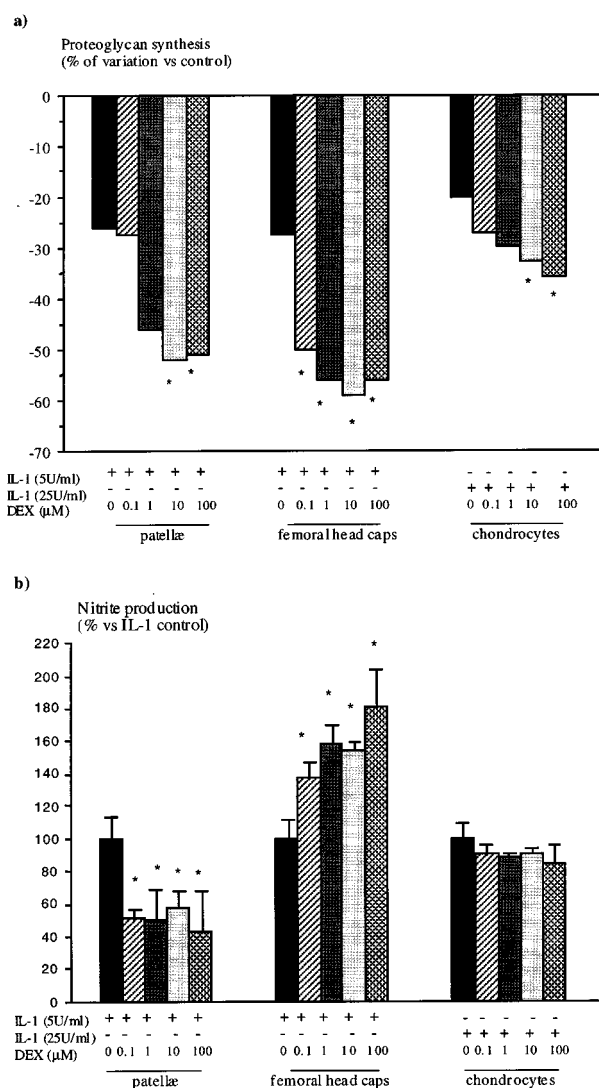 a)
Proteoglycan synthesis
(% of variation vs control)
0
-10
-20
-30
-40
-50
-60
-70
* * * * * * * *
IL-1 (5U/ml) + + + + + + + + + + - - - - -
IL-1 (25U/ml) - - - - - - - - - - + + + + +
DEX (μM) 0 0.1 1 10 100 0 0.1 1 10 100 0 0.1 1 10 100
patellæ femoral head caps chondrocytes
b)
Nitrite production
(% vs IL-1 control)
220
200
180
160
140
120
100
80
60
40
20
0
* * * * * * * *
IL-1 (5U/ml) + + + + + + + + + + - - - - -
IL-1 (25U/ml) - - - - - - - - - - + + + + +
DEX (μM) 0 0.1 1 10 100 0 0.1 1 10 100 0 0.1 1 10 100
patellæ femoral head caps chondrocytes